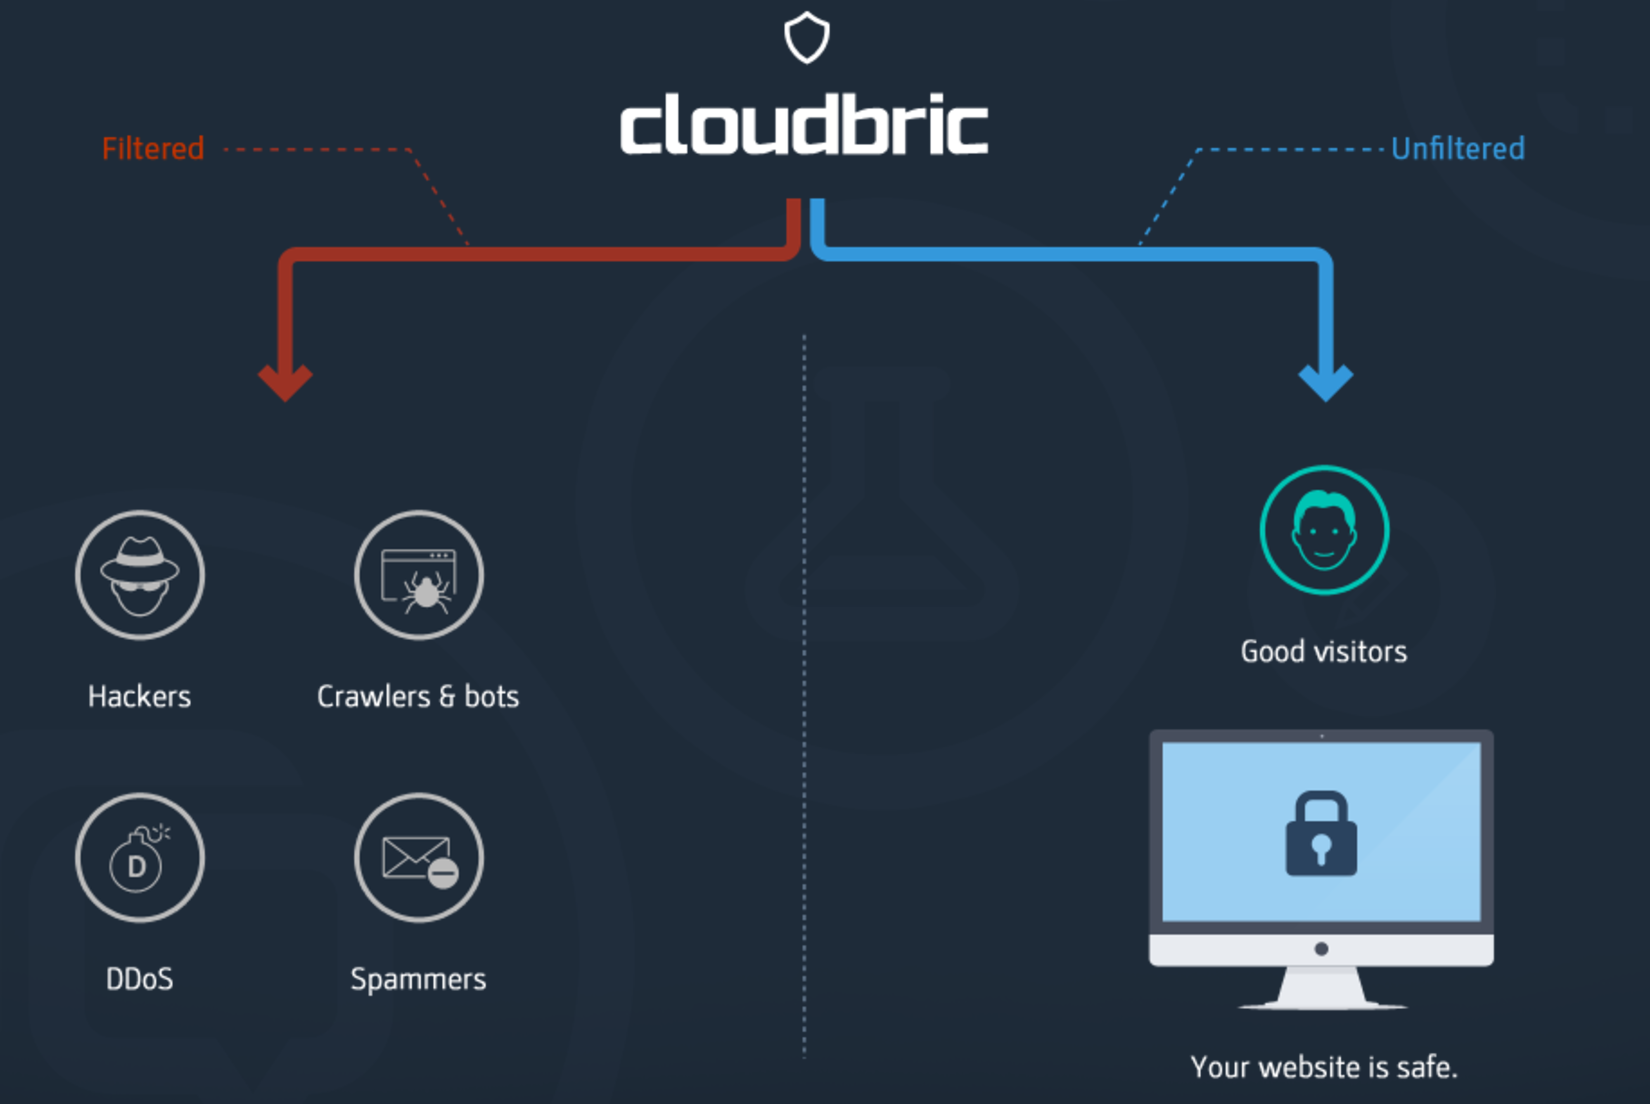 cloudbric
Filtered
Unfiltered
Hackers
Crawlers & bots
DDoS
Spammers
D
Good visitors
Your website is safe.